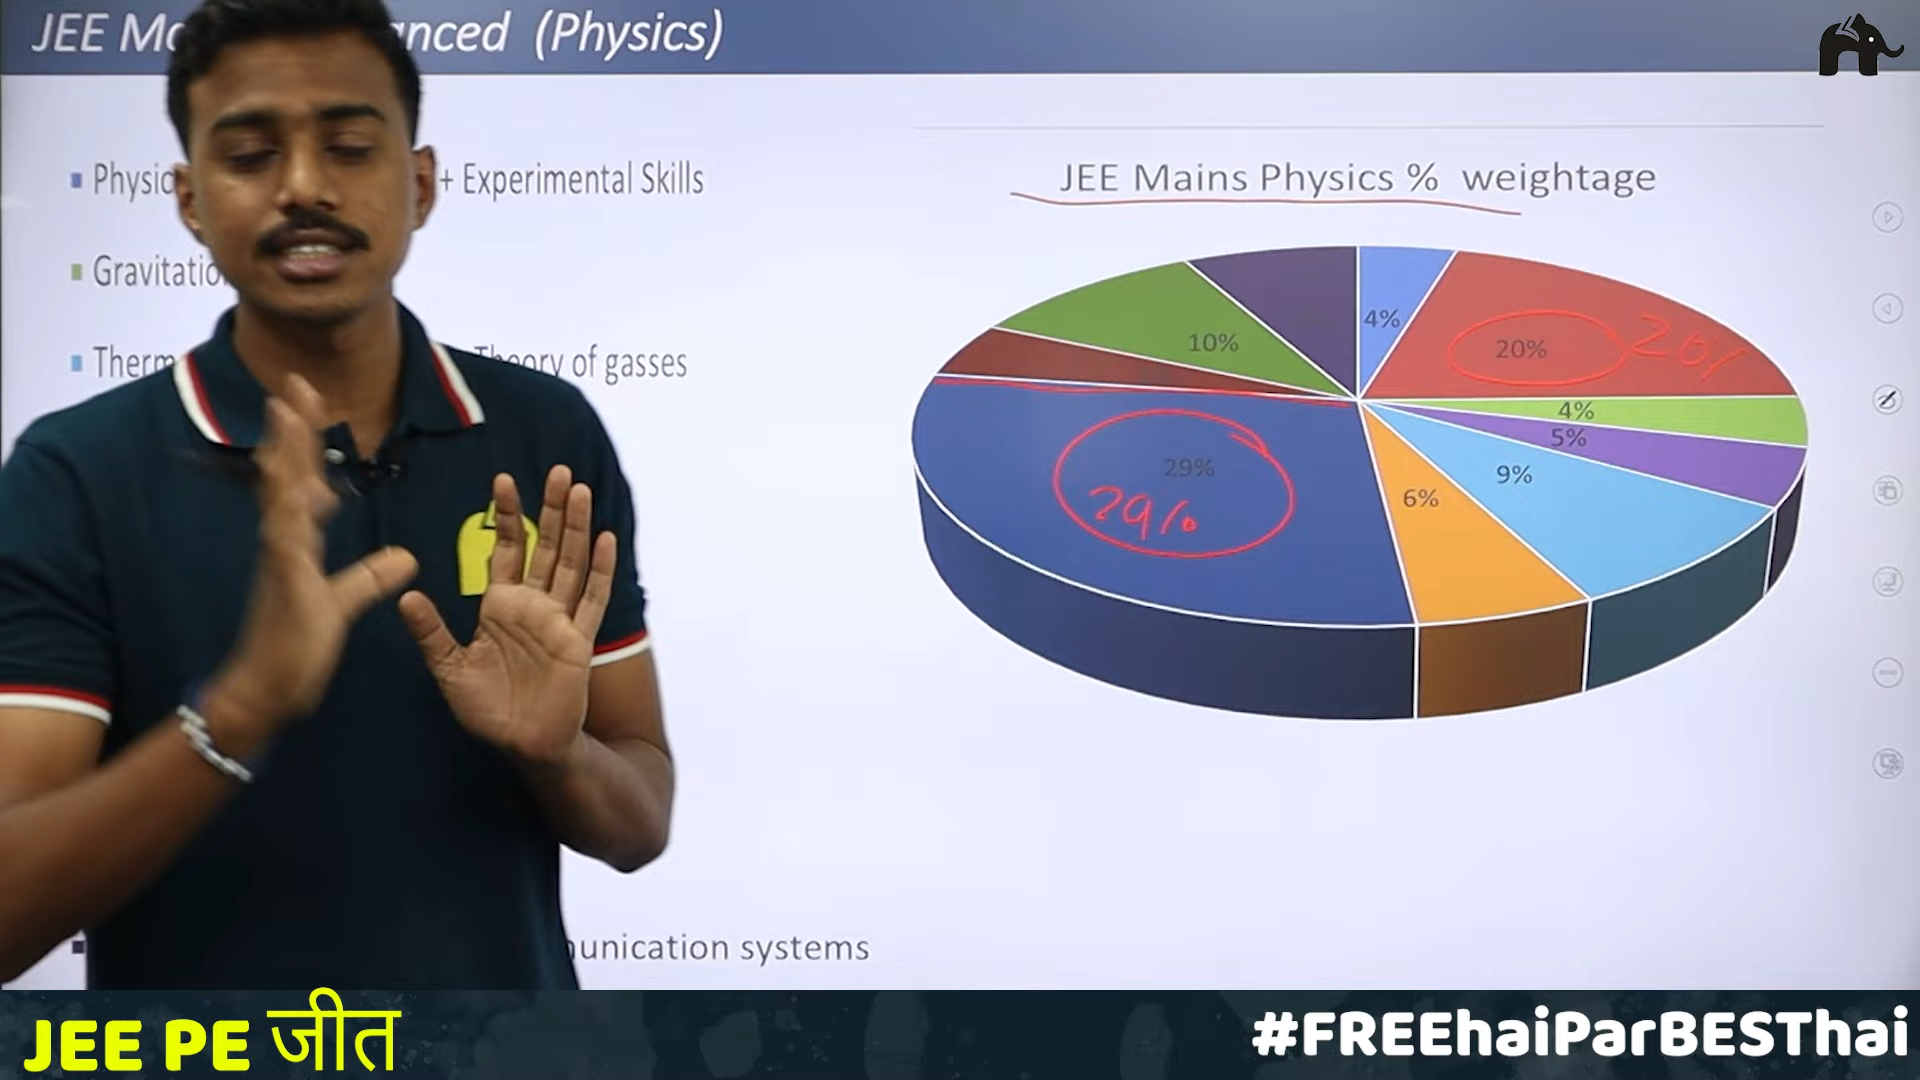 JEE Ma nced (Physics)
Physic + Experimental Skills
JEE Mains Physics % weightage
Gravitatio
Therm Theory of gasses
4%
20%
20%
10%
4%
5%
9%
6%
29%
29%
unication systems
JEE PE जीत
#FREEhaiParBESThai